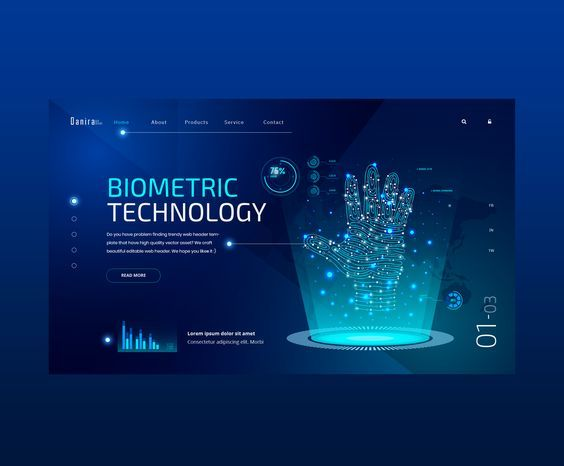 Danira
Home About Products Service Contact
76%
BIOMETRIC
TECHNOLOGY
Do you have problem finding trendy web header tem-
plate that have high quality vector asset? We craft
beautiful editable web header. We hope you like it :)
READ MORE
FB
IN
TW
01-03
Lorem ipsum dolor sit amet
Consectetur adipiscing elit. Morbi